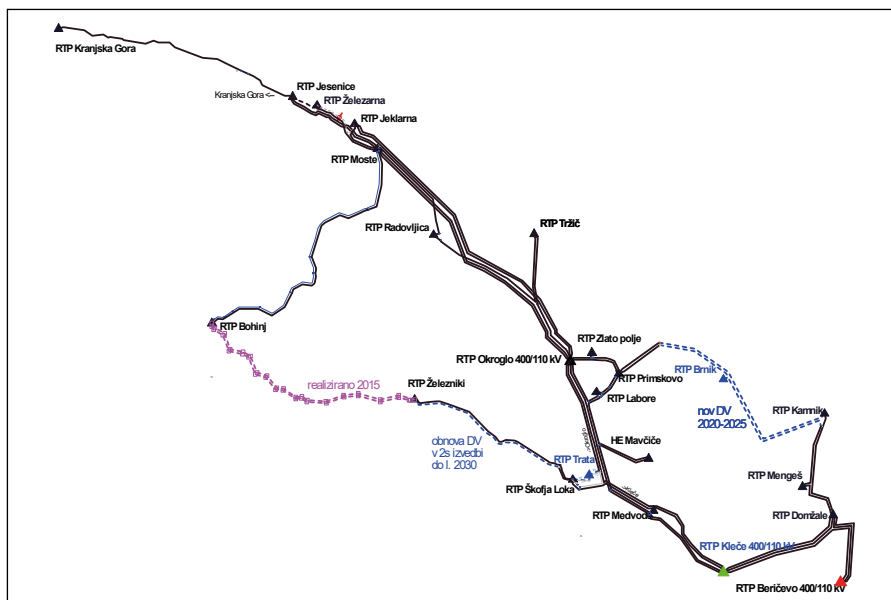 RTP Kranjska Gora
RTP Jesenice
Kranjska Gora <--
RTP Železarna
RTP Jeklarna
RTP Moste
RTP Radovljica
RTP Tržič
RTP Bohinj
RTP Zlato polje
RTP Okroglo 400/110 kV
RTP Brnik
RTP Primskovo
realizirano 2015
RTP Železniki
RTP Labore
nov DV
2020-2025
RTP Kamnik
obnova DV
v 2s izvedbi
do l. 2030
HE Mavčiče
RTP Trata
RTP Škofja Loka
RTP Mengeš
RTP Medvode
RTP Domžale
RTP Kleče 400/110 kV
RTP Beričevo 400/110 kV